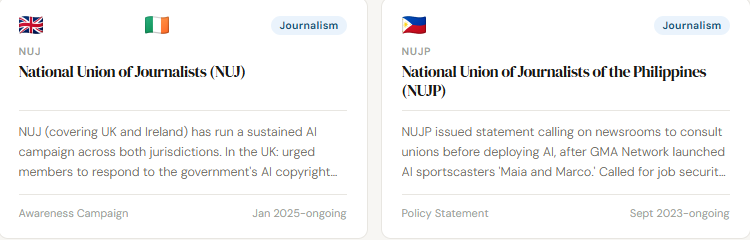 Journalism
NUJ
National Union of Journalists (NUJ)
NUJ (covering UK and Ireland) has run a sustained AI
campaign across both jurisdictions. In the UK: urged
members to respond to the government's AI copyright...
Awareness Campaign
Jan 2025–ongoing
Journalism
NUJP
National Union of Journalists of the Philippines
(NUJP)
NUJP issued statement calling on newsrooms to consult
unions before deploying AI, after GMA Network launched
AI sportscasters 'Maia and Marco.' Called for job securit...
Policy Statement
Sept 2023–ongoing